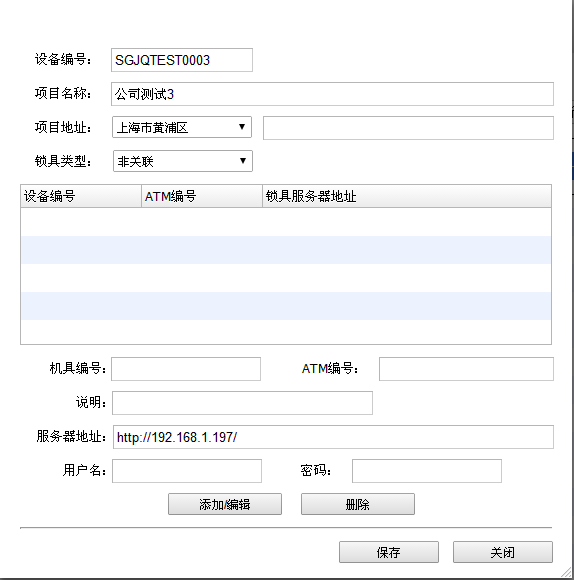 设备编号： SGJQTEST0003
项目名称： 公司测试3
项目地址： 上海市黄浦区
锁具类型： 非关联
设备编号 ATM编号 锁具服务器地址
机具编号： ATM编号：
说明：
服务器地址： http://192.168.1.197/
用户名： 密码：
添加/编辑 删除
保存 关闭